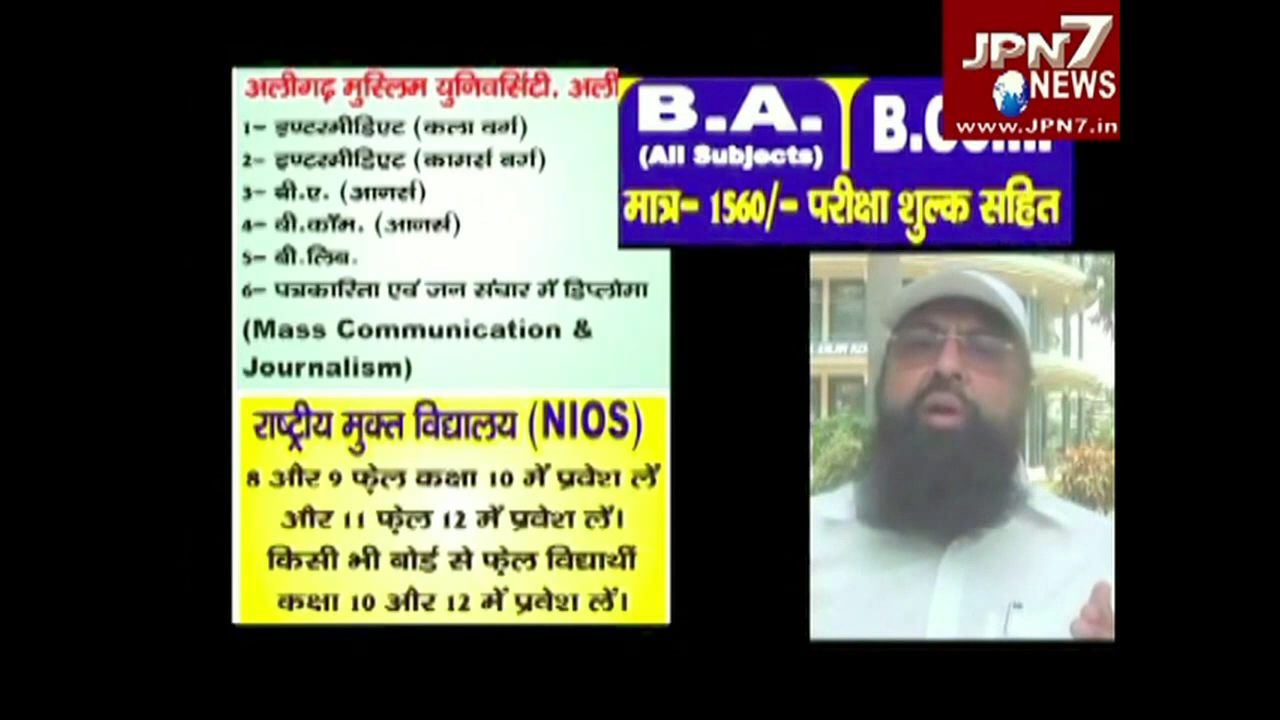 अलीगढ़ मुस्लिम युनिवर्सिटी, अली
1- इण्टरमीडिएट (कला वर्ग)
2- इण्टरमीडिएट (कामर्स वर्ग)
3- बी.ए. (आनर्स)
4- बी.कॉम. (आनर्स)
5- बी.लिब.
6- पत्रकारिता एवं जन संचार में डिप्लोमा
(Mass Communication &
Journalism)
राष्ट्रीय मुक्त विद्यालय (NIOS)
8 और 9 फ़ेल कक्षा 10 में प्रवेश लें
और 11 फ़ेल 12 में प्रवेश लें।
किसी भी बोर्ड से फ़ेल विद्यार्थी
कक्षा 10 और 12 में प्रवेश लें।
B.A.
(All Subjects)
मात्र- 1560/- परीक्षा शुल्क सहित
JPN7
NEWS
www.JPN7.in